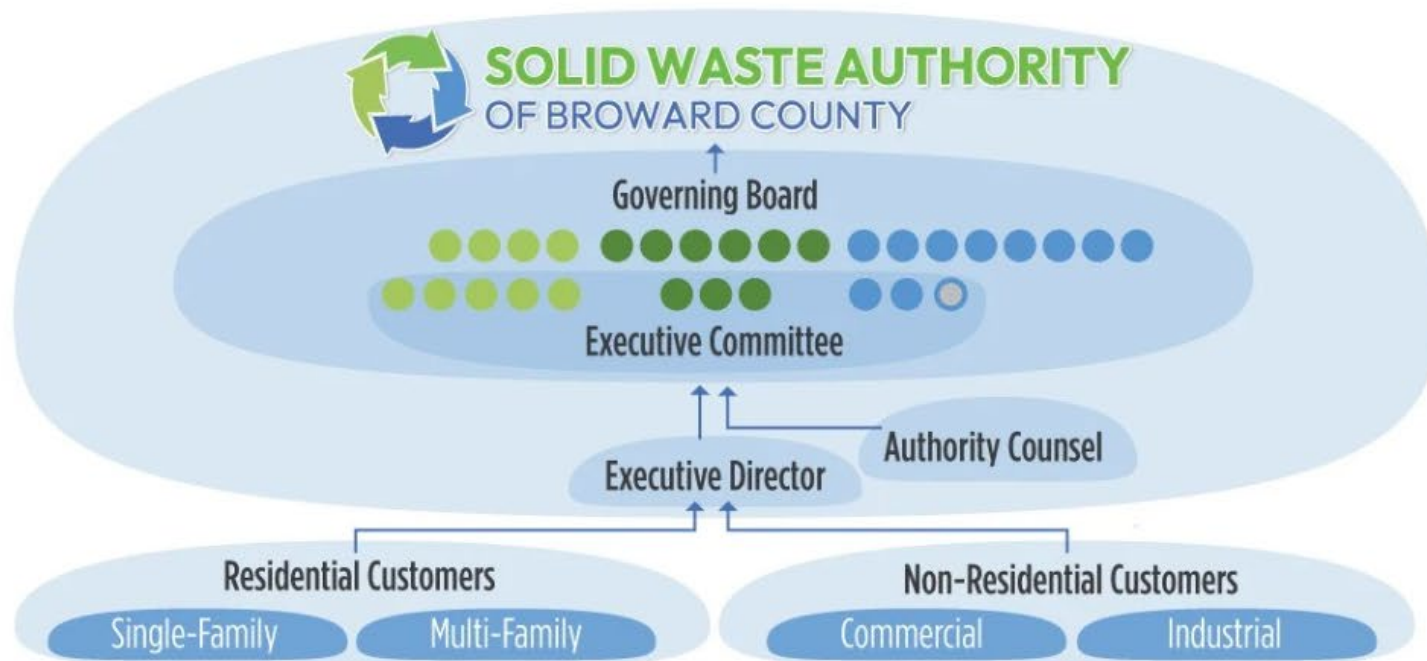 SOLID WASTE AUTHORITY
OF BROWARD COUNTY
Governing Board
Executive Committee
Authority Counsel
Executive Director
Residential Customers
Single-Family
Multi-Family
Non-Residential Customers
Commercial
Industrial